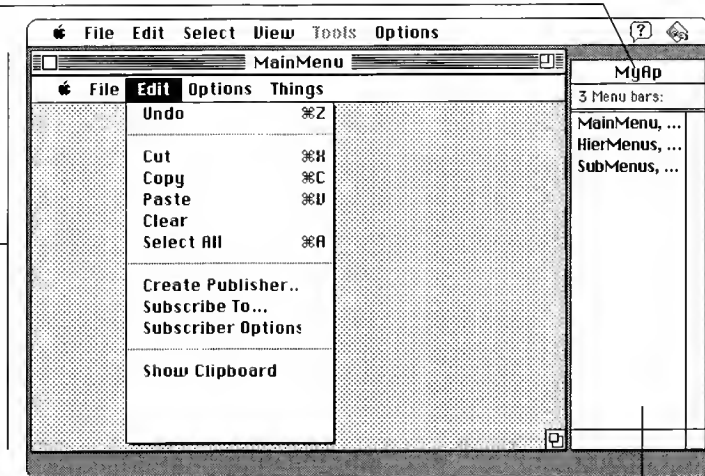 File Edit Select View Tools Options
MainMenu
File Edit Options Things
Undo ⌘Z
Cut ⌘X
Copy ⌘C
Paste ⌘V
Clear
Select All ⌘A
Create Publisher..
Subscribe To...
Subscriber Options
Show Clipboard
MyAp
3 Menu bars:
MainMenu, ...
HierMenus, ...
SubMenus, ...